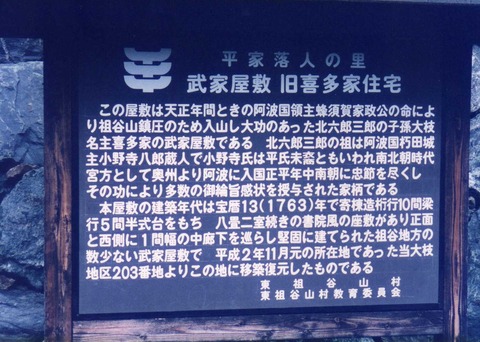 平家落人の里
武家屋敷 旧喜多家住宅
この屋敷は天正年間ときの阿波国領主蜂須賀家政公の命によ
り祖谷山鎮圧のため入山し大功のあった北六郎三郎の子孫大枝
名主喜多家の武家屋敷である 北六郎三郎の祖は阿波国朽田城
主小野寺八郎蔵人で小野寺氏は平氏末裔ともいわれ南北朝時代
宮方として奥州より阿波に入国正平年中南朝に忠節を尽くし
その功により多数の御綸旨感状を授与された家柄である
本屋敷の建築年代は宝暦13(1763)年で寄棟造桁行10間梁
行5間半式台をもち 八畳二室続きの書院風の座敷があり正面
と西側に1間幅の中廊下を巡らし堅固に建てられた祖谷地方の
数少ない武家屋敷で 平成2年11月元の所在地であった当大枝
地区203番地よりこの地に移築復元したものである
東祖谷山村
東祖谷山村教育委員会